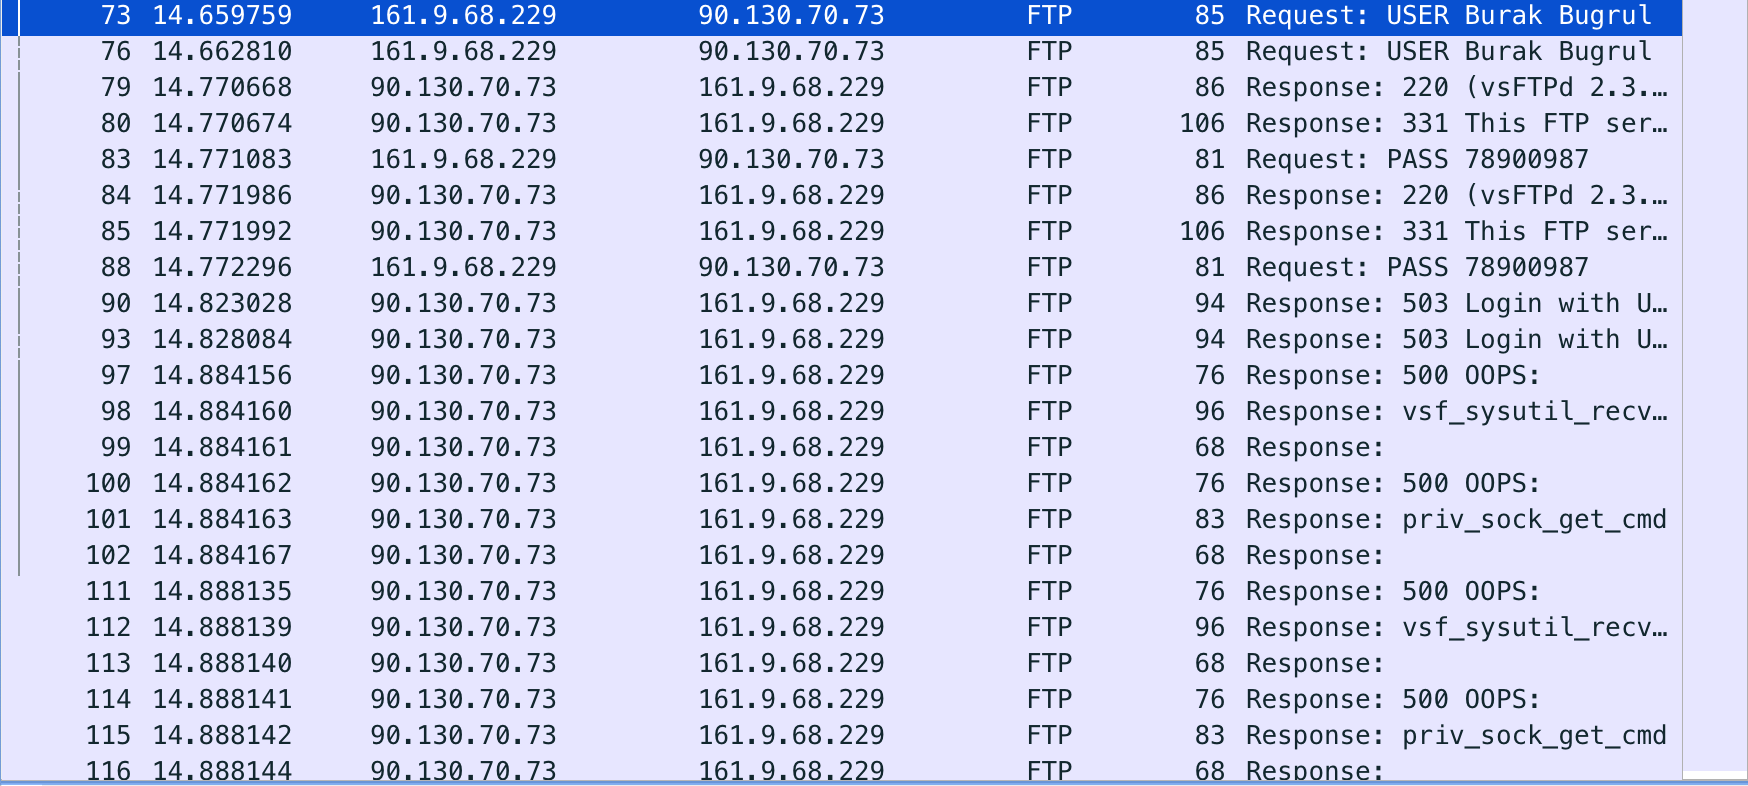 73 14.659759 161.9.68.229 90.130.70.73 FTP 85 Request: USER Burak Bugrul
76 14.662810 161.9.68.229 90.130.70.73 FTP 85 Request: USER Burak Bugrul
79 14.770668 90.130.70.73 161.9.68.229 FTP 86 Response: 220 (vsFTPd 2.3.…
80 14.770674 90.130.70.73 161.9.68.229 FTP 106 Response: 331 This FTP ser…
83 14.771083 161.9.68.229 90.130.70.73 FTP 81 Request: PASS 78900987
84 14.771986 90.130.70.73 161.9.68.229 FTP 86 Response: 220 (vsFTPd 2.3.…
85 14.771992 90.130.70.73 161.9.68.229 FTP 106 Response: 331 This FTP ser…
88 14.772296 161.9.68.229 90.130.70.73 FTP 81 Request: PASS 78900987
90 14.823028 90.130.70.73 161.9.68.229 FTP 94 Response: 503 Login with U…
93 14.828084 90.130.70.73 161.9.68.229 FTP 94 Response: 503 Login with U…
97 14.884156 90.130.70.73 161.9.68.229 FTP 76 Response: 500 OOPS:
98 14.884160 90.130.70.73 161.9.68.229 FTP 96 Response: vsf_sysutil_recv…
99 14.884161 90.130.70.73 161.9.68.229 FTP 68 Response:
100 14.884162 90.130.70.73 161.9.68.229 FTP 76 Response: 500 OOPS:
101 14.884163 90.130.70.73 161.9.68.229 FTP 83 Response: priv_sock_get_cmd
102 14.884167 90.130.70.73 161.9.68.229 FTP 68 Response:
111 14.888135 90.130.70.73 161.9.68.229 FTP 76 Response: 500 OOPS:
112 14.888139 90.130.70.73 161.9.68.229 FTP 96 Response: vsf_sysutil_recv…
113 14.888140 90.130.70.73 161.9.68.229 FTP 68 Response:
114 14.888141 90.130.70.73 161.9.68.229 FTP 76 Response: 500 OOPS:
115 14.888142 90.130.70.73 161.9.68.229 FTP 83 Response: priv_sock_get_cmd
116 14.888144 90.130.70.73 161.9.68.229 FTP 68 Response: